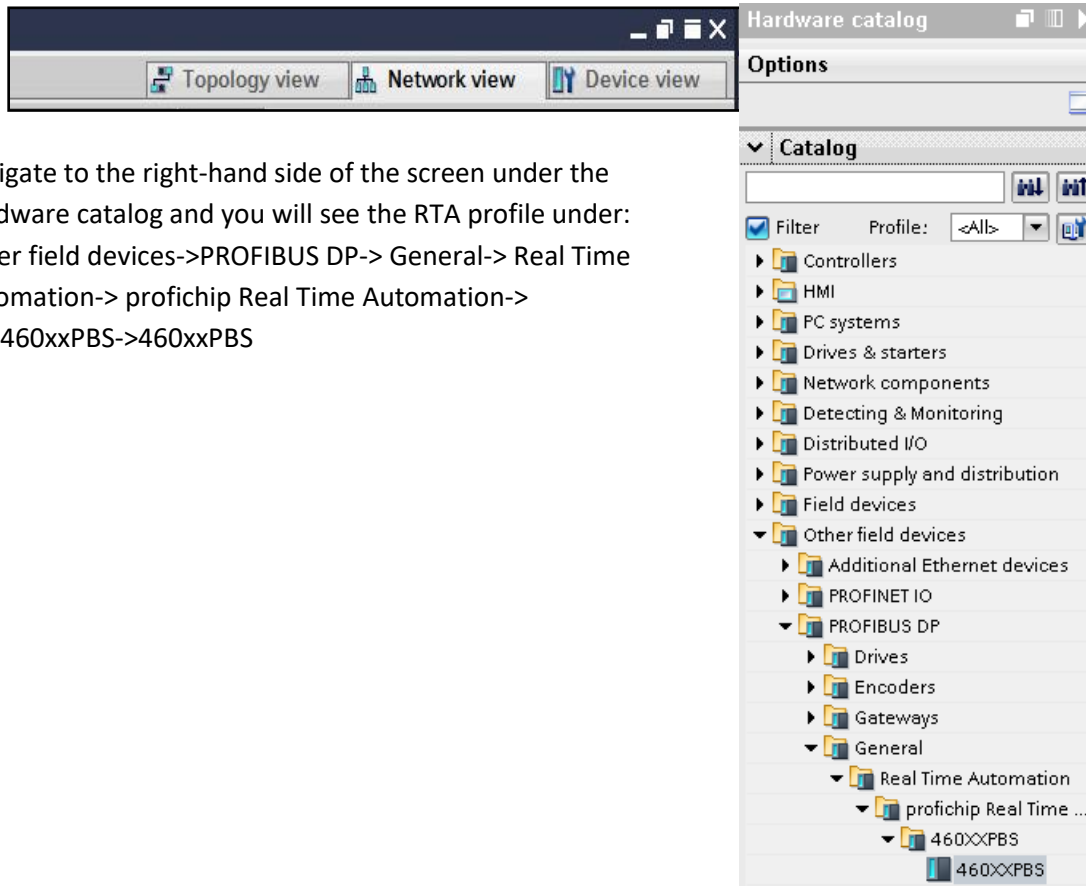 Topology view Network view Device view
igate to the right-hand side of the screen under the
dware catalog and you will see the RTA profile under:
er field devices->PROFIBUS DP-> General-> Real Time
omation-> profichip Real Time Automation->
460xxPBS->460xxPBS
Hardware catalog
Options
Catalog
Filter Profile: <All>
Controllers
HMI
PC systems
Drives & starters
Network components
Detecting & Monitoring
Distributed I/O
Power supply and distribution
Field devices
Other field devices
Additional Ethernet devices
PROFINET IO
PROFIBUS DP
Drives
Encoders
Gateways
General
Real Time Automation
profichip Real Time ...
460XXPBS
460XXPBS